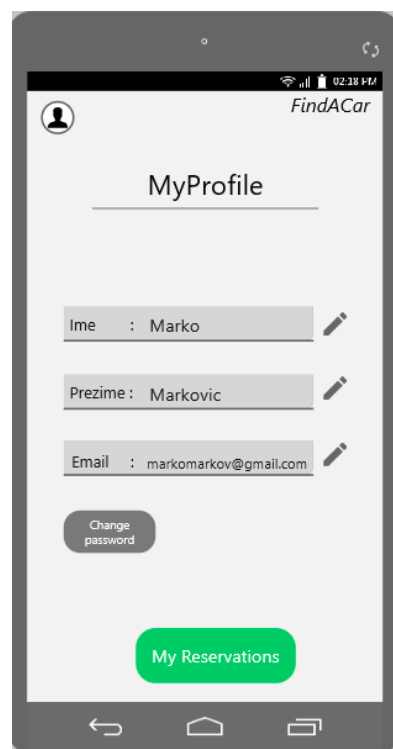 02:18 PM
FindACar
MyProfile
Ime : Marko
Prezime : Markovic
Email : markomarkov@gmail.com
Change
password
My Reservations